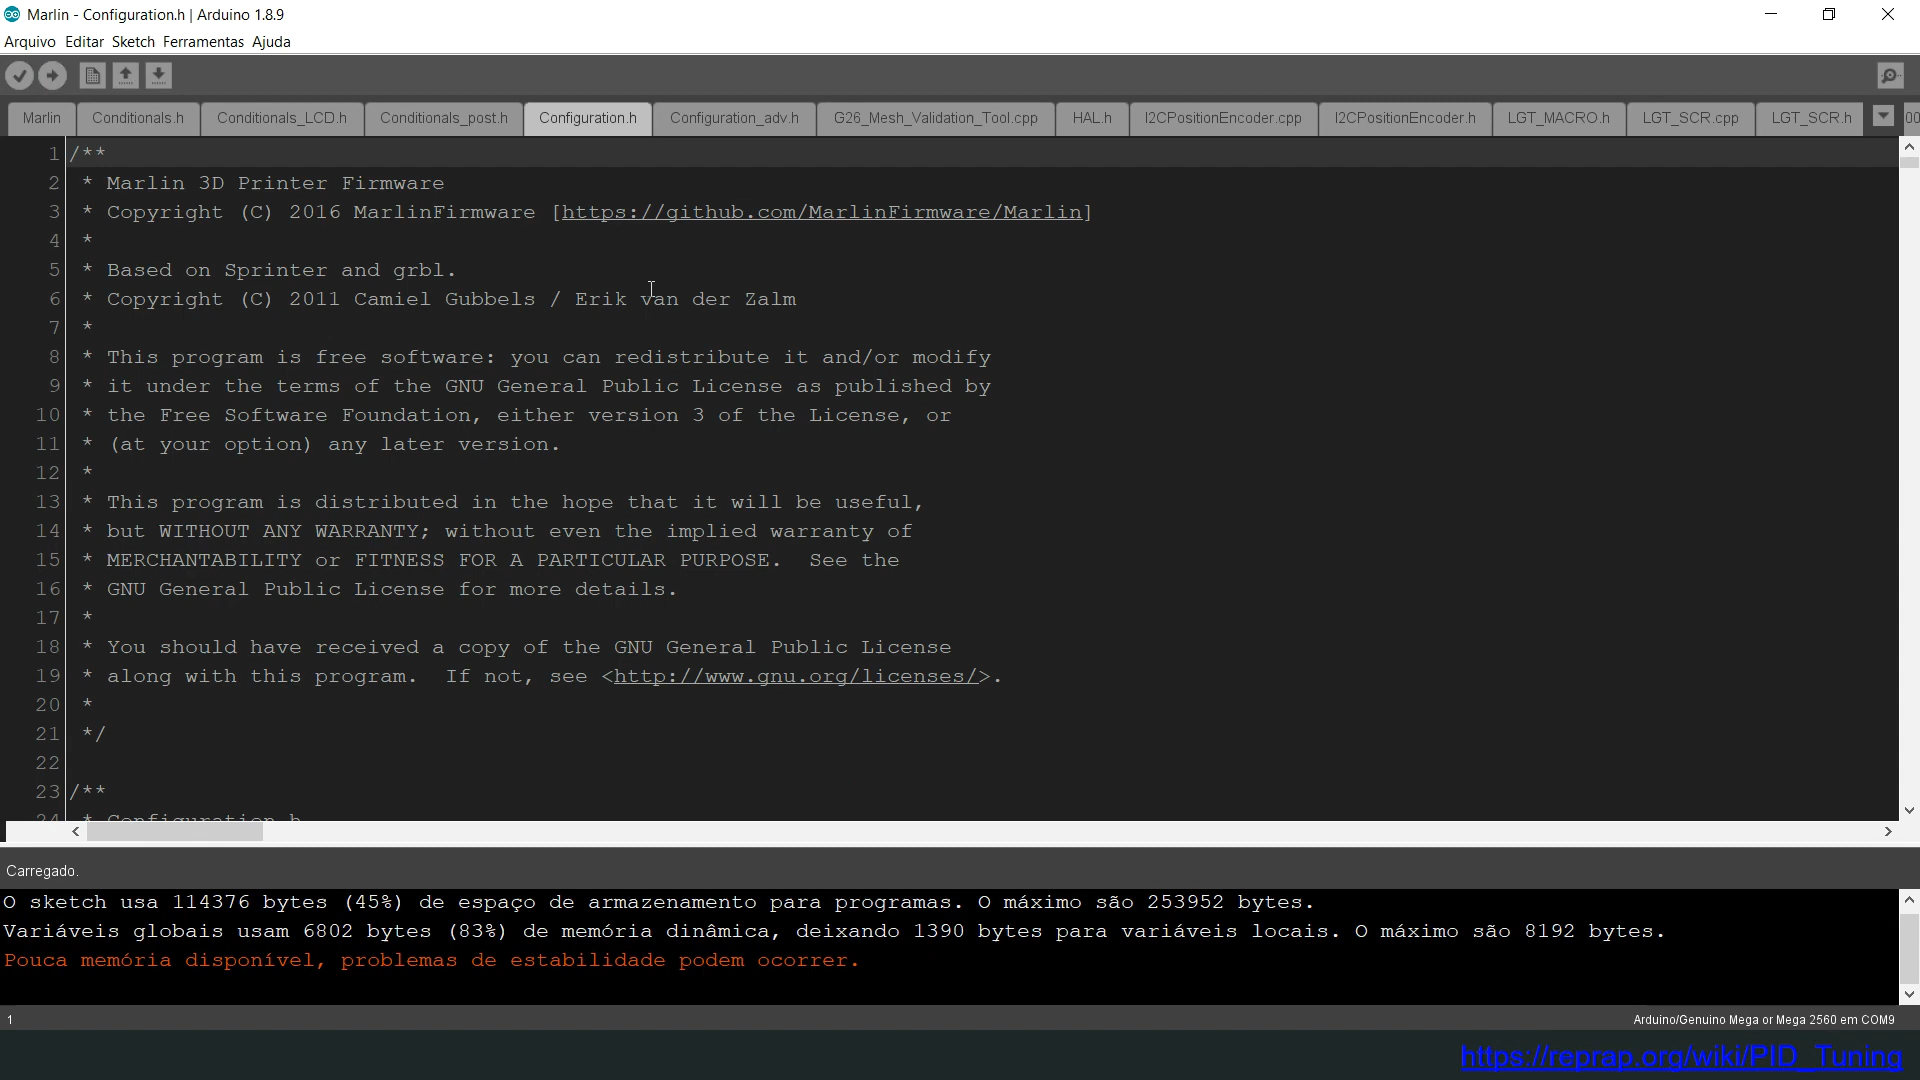 Marlin - Configuration.h | Arduino 1.8.9
Arquivo Editar Sketch Ferramentas Ajuda
Marlin Conditionals.h Conditionals_LCD.h Conditionals_post.h Configuration.h Configuration_adv.h G26_Mesh_Validation_Tool.cpp HAL.h I2CPositionEncoder.cpp I2CPositionEncoder.h LGT_MACRO.h LGT_SCR.cpp LGT_SCR.h 00
1 /**
2 * Marlin 3D Printer Firmware
3 * Copyright (C) 2016 MarlinFirmware [https://github.com/MarlinFirmware/Marlin]
4 *
5 * Based on Sprinter and grbl.
6 * Copyright (C) 2011 Camiel Gubbels / Erik van der Zalm
7 *
8 * This program is free software: you can redistribute it and/or modify
9 * it under the terms of the GNU General Public License as published by
10 * the Free Software Foundation, either version 3 of the License, or
11 * (at your option) any later version.
12 *
13 * This program is distributed in the hope that it will be useful,
14 * but WITHOUT ANY WARRANTY; without even the implied warranty of
15 * MERCHANTABILITY or FITNESS FOR A PARTICULAR PURPOSE.  See the
16 * GNU General Public License for more details.
17 *
18 * You should have received a copy of the GNU General Public License
19 * along with this program.  If not, see <http://www.gnu.org/licenses/>.
20 *
21 */
22
23 /**
24 * Configuration.h
Carregado.
O sketch usa 114376 bytes (45%) de espaço de armazenamento para programas. O máximo são 253952 bytes.
Variáveis globais usam 6802 bytes (83%) de memória dinâmica, deixando 1390 bytes para variáveis locais. O máximo são 8192 bytes.
Pouca memória disponível, problemas de estabilidade podem ocorrer.
1 Arduino/Genuino Mega or Mega 2560 em COM9
https://reprap.org/wiki/PID_Tuning